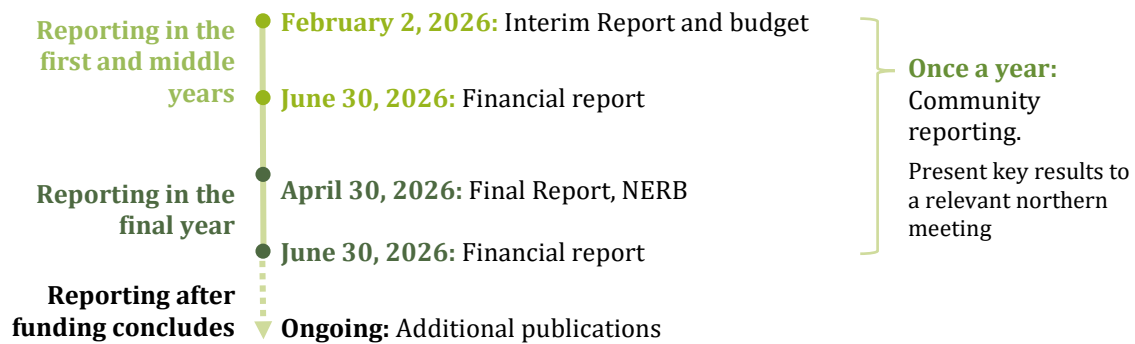 Reporting in the
first and middle
years
February 2, 2026: Interim Report and budget
June 30, 2026: Financial report
Reporting in the
final year
April 30, 2026: Final Report, NERB
June 30, 2026: Financial report
Reporting after
funding concludes
Ongoing: Additional publications
Once a year:
Community
reporting.
Present key results to
a relevant northern
meeting